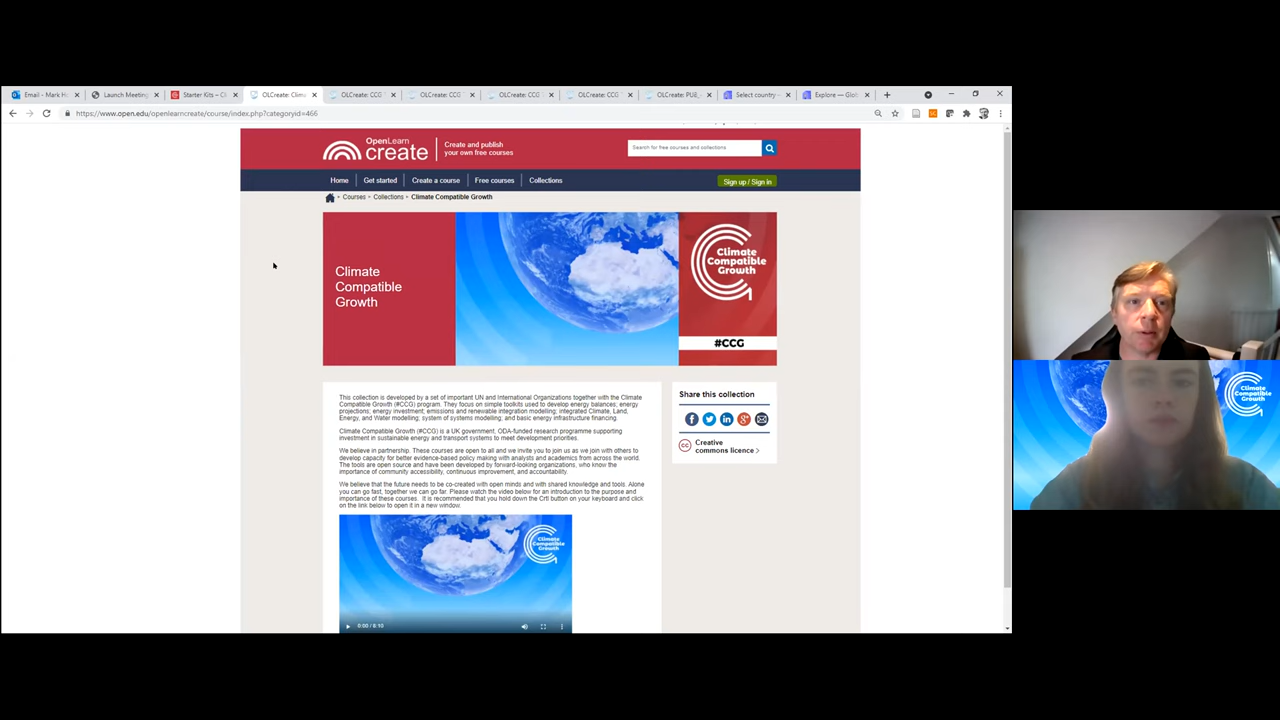 Email - Mark H
Launch Meeting
Starter Kits – Cl
OLCreate: Clima
OLCreate: CCG
OLCreate: CCG
OLCreate: CCG
OLCreate: CCG
OLCreate: PUB_
Select country –
Explore — Glob
https://www.open.edu/openlearncreate/course/index.php?categoryid=466
OpenLearn
create
Create and publish
your own free courses
Search for free courses and collections
Home
Get started
Create a course
Free courses
Collections
Sign up / Sign in
Courses • Collections • Climate Compatible Growth
Climate
Compatible
Growth
Climate
Compatible
Growth
#CCG
This collection is developed by a set of important UN and International Organizations together with the Climate
Compatible Growth (#CCG) program. They focus on simple toolkits used to develop energy balances; energy
projections; energy investment; emissions and renewable integration modelling; integrated Climate, Land,
Energy, and Water modelling; system of systems modelling; and basic energy infrastructure financing.
Climate Compatible Growth (#CCG) is a UK government, ODA-funded research programme supporting
investment in sustainable energy and transport systems to meet development priorities.
We believe in partnership. These courses are open to all and we invite you to join us as we join with others to
develop capacity for better evidence-based policy making with analysts and academics from across the world.
The tools are open source and have been developed by forward-looking organizations, who know the
importance of community accessibility, continuous improvement, and accountability.
We believe that the future needs to be co-created with open minds and with shared knowledge and tools. Alone
you can go fast, together we can go far. Please watch the video below for an introduction to the purpose and
importance of these courses. It is recommended that you hold down the Crtl button on your keyboard and click
on the link below to open it in a new window.
Share this collection
Creative
commons licence
Climate
Compatible
Growth
0:00 / 6:10
Climate
Compatible
Growth